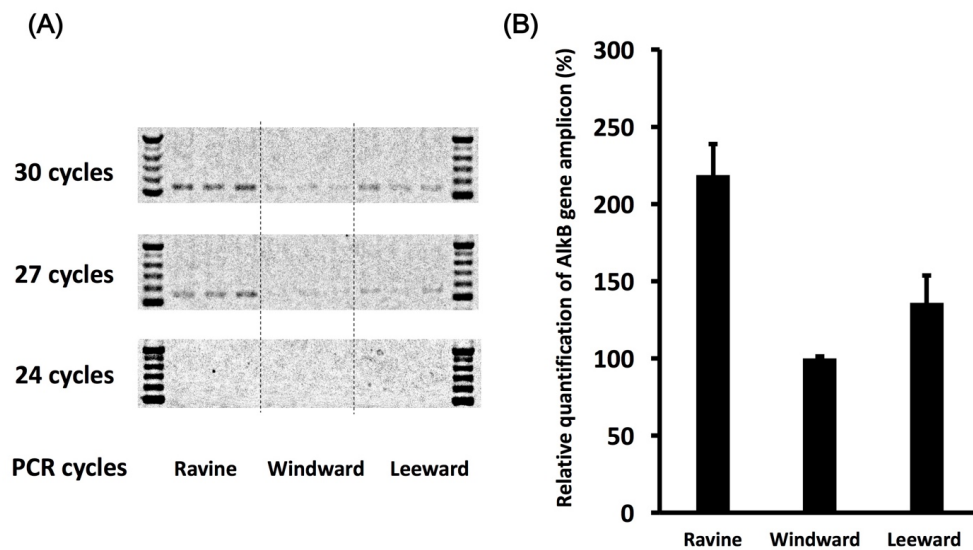 (A)
30 cycles
27 cycles
24 cycles
PCR cycles
Ravine
Windward
Leeward
(B)
Relative quantification of AlkB gene amplicon (%)
300
250
200
150
100
50
0
Ravine
Windward
Leeward